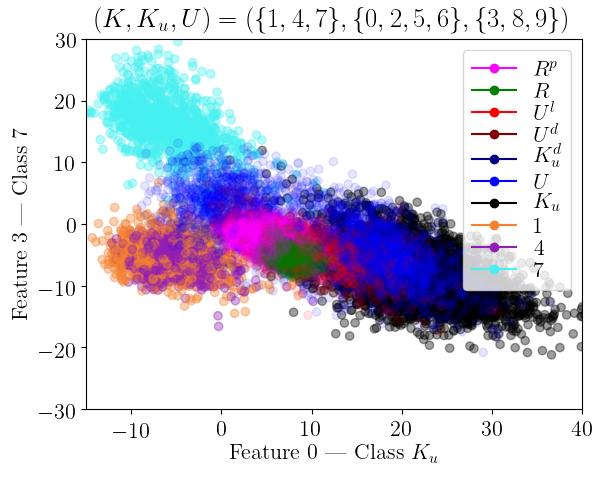 (K, K_u, U) = ({1, 4, 7}, {0, 2, 5, 6}, {3, 8, 9})
30
20
10
0
−10
−20
−30
Feature 3 — Class 7
R^p
R
U^l
U^d
K_u^d
U
K_u
1
4
7
−10
0
10
20
30
40
Feature 0 — Class K_u